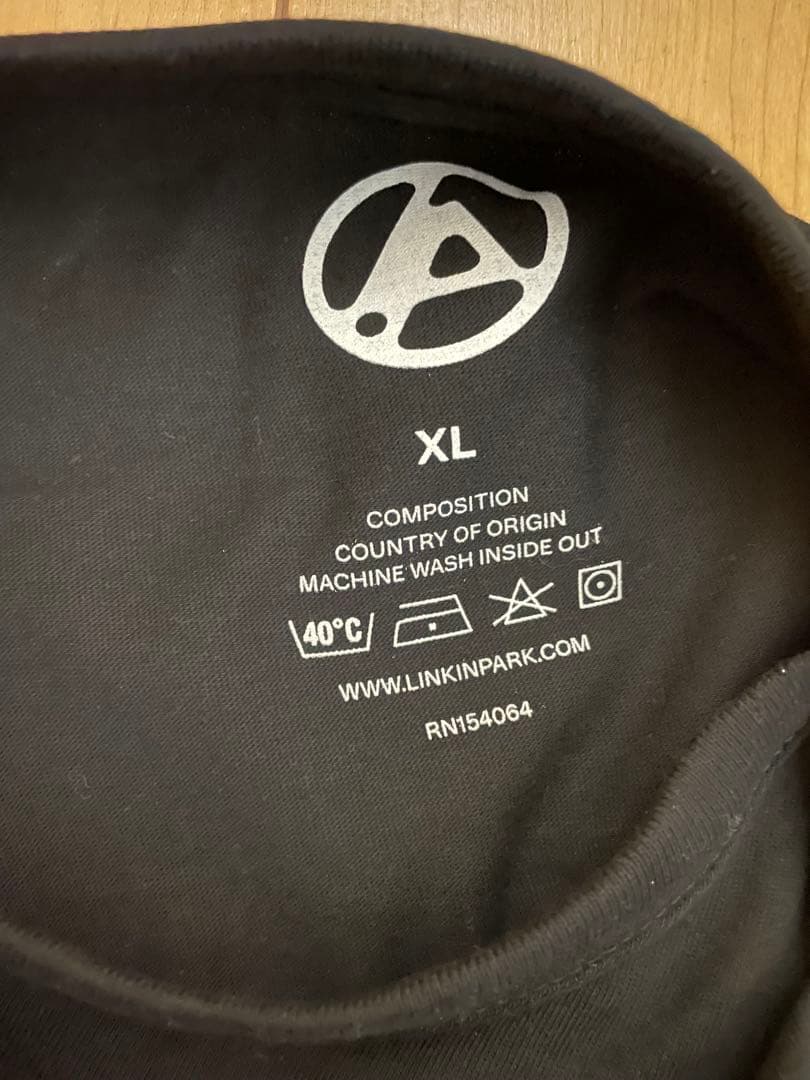 XL
COMPOSITION
COUNTRY OF ORIGIN
MACHINE WASH INSIDE OUT
40°C
WWW.LINKINPARK.COM
RN154064